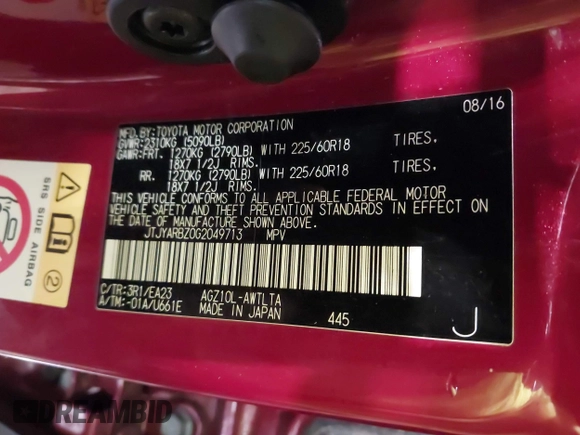 08/16
MFD.BY:TOYOTA MOTOR CORPORATION
GVWR:2310KG (5090LB)
GAWR:FRT. 1270KG (2790LB) WITH 225/60R18 TIRES.
18X7 1/2J RIMS.
RR. 1270KG (2790LB) WITH 225/60R18 TIRES.
18X7 1/2J RIMS.
THIS VEHICLE CONFORMS TO ALL APPLICABLE FEDERAL MOTOR
VEHICLE SAFETY AND THEFT PREVENTION STANDARDS IN EFFECT ON
THE DATE OF MANUFACTURE SHOWN ABOVE.
JTJYARBZ0G2049713 MPV
C/TR:3R1/EA23 AGZ10L-AWTLTA
A/TM:-01A/U661E MADE IN JAPAN 445
J
SRS SIDE AIRBAG
2
DREAMBID